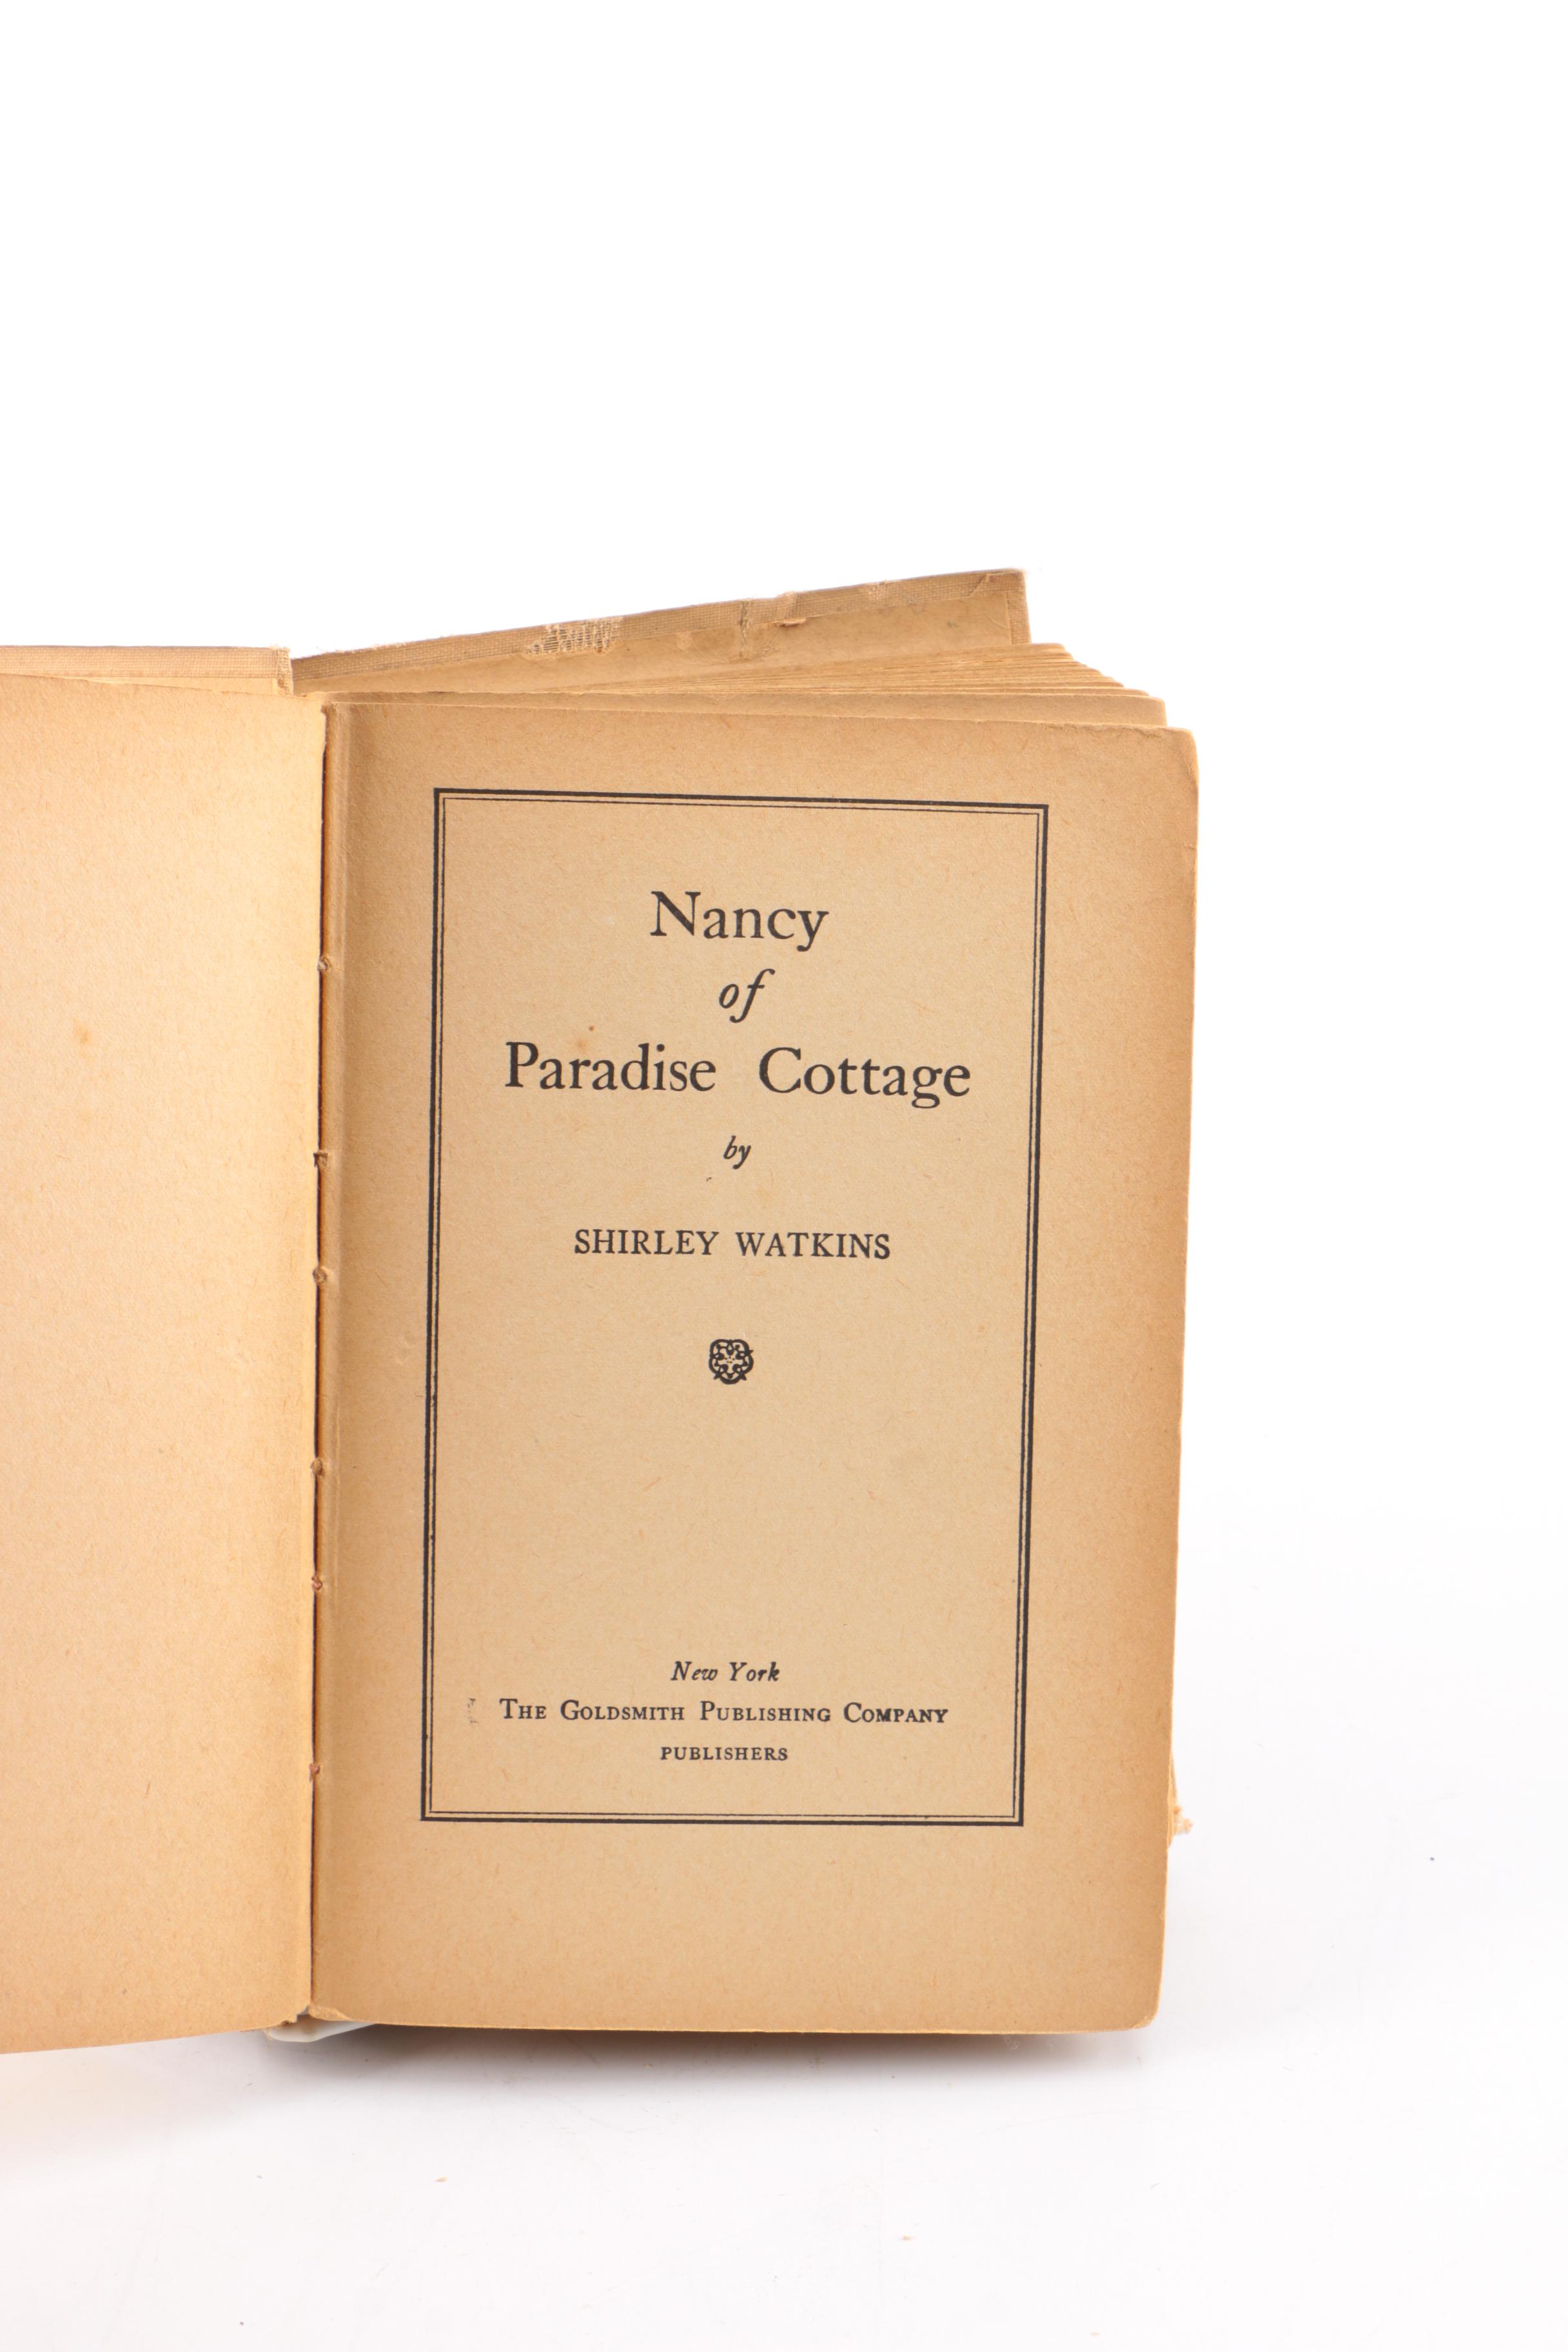 Nancy
of
Paradise Cottage
by
SHIRLEY WATKINS
New York
THE GOLDSMITH PUBLISHING COMPANY
PUBLISHERS